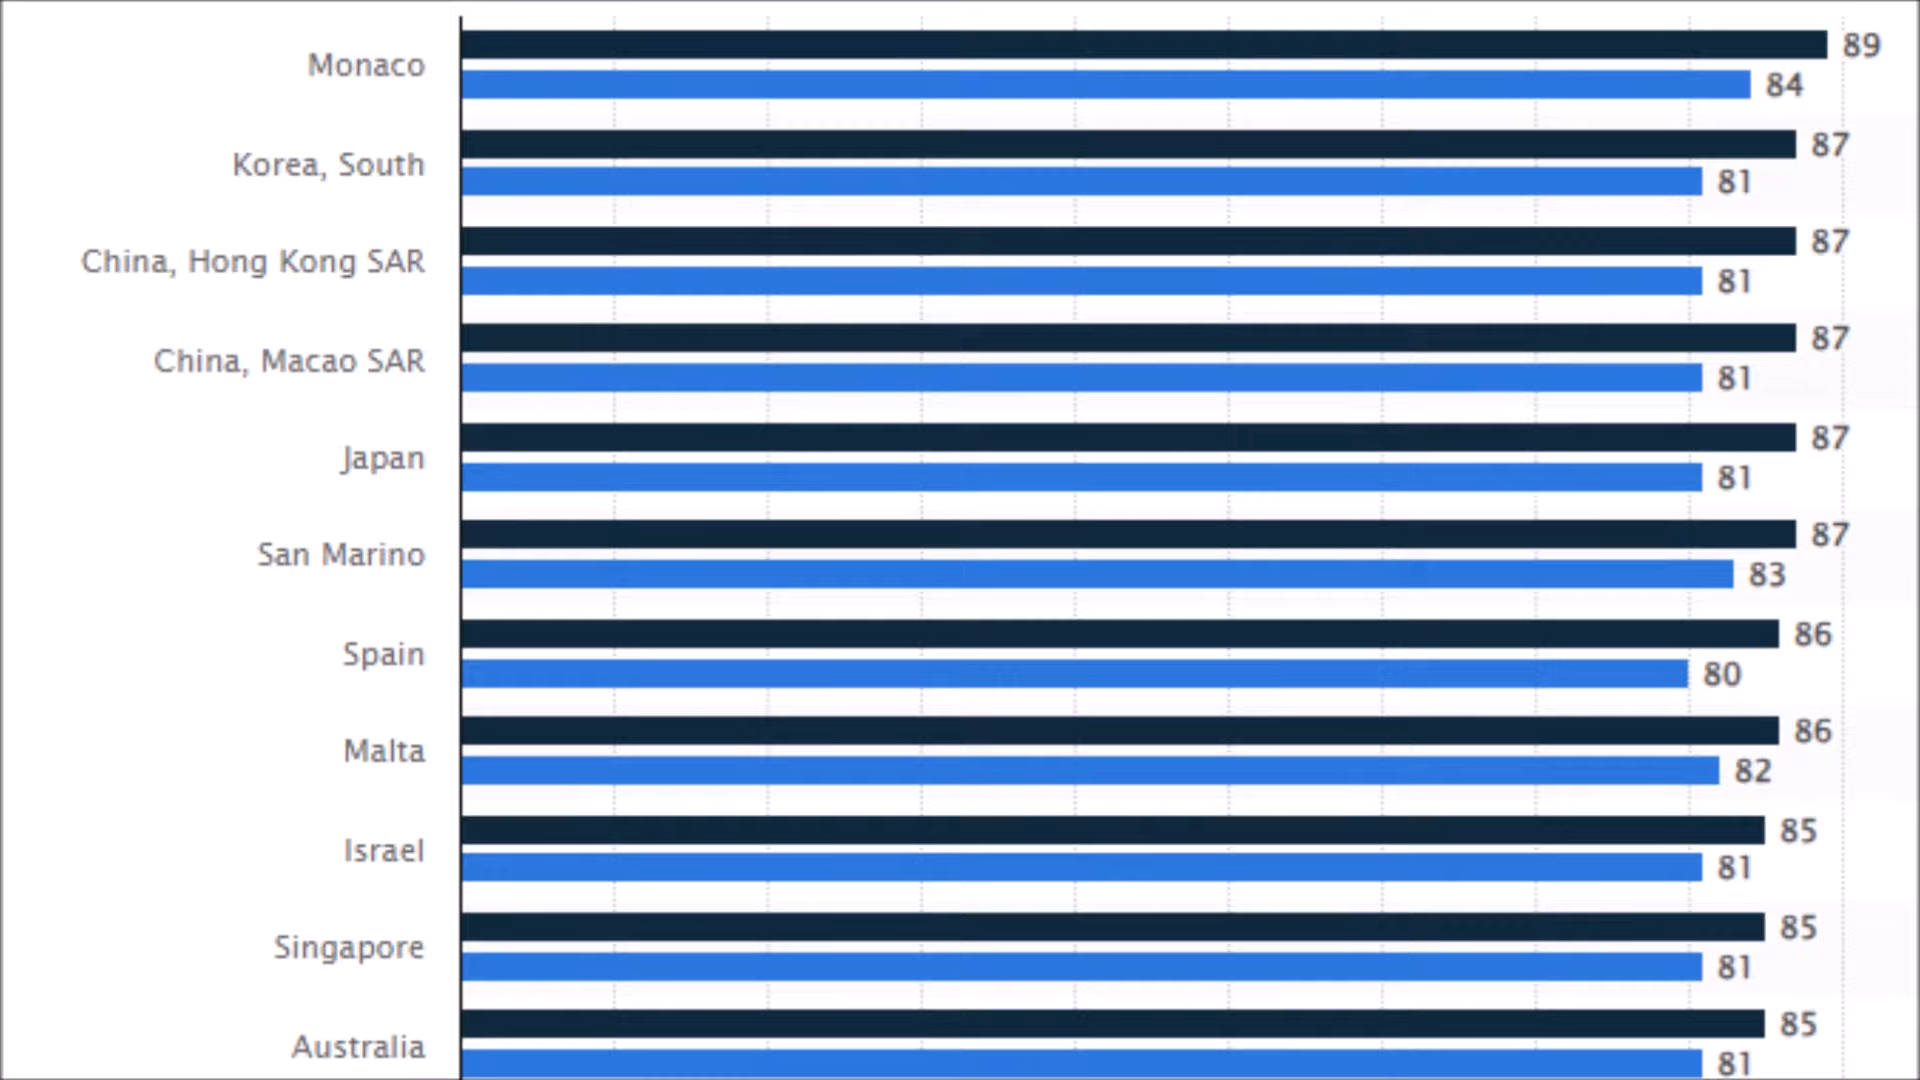 Monaco
89
84
Korea, South
87
81
China, Hong Kong SAR
87
81
China, Macao SAR
87
81
Japan
87
81
San Marino
87
83
Spain
86
80
Malta
86
82
Israel
85
81
Singapore
85
81
Australia
85
81